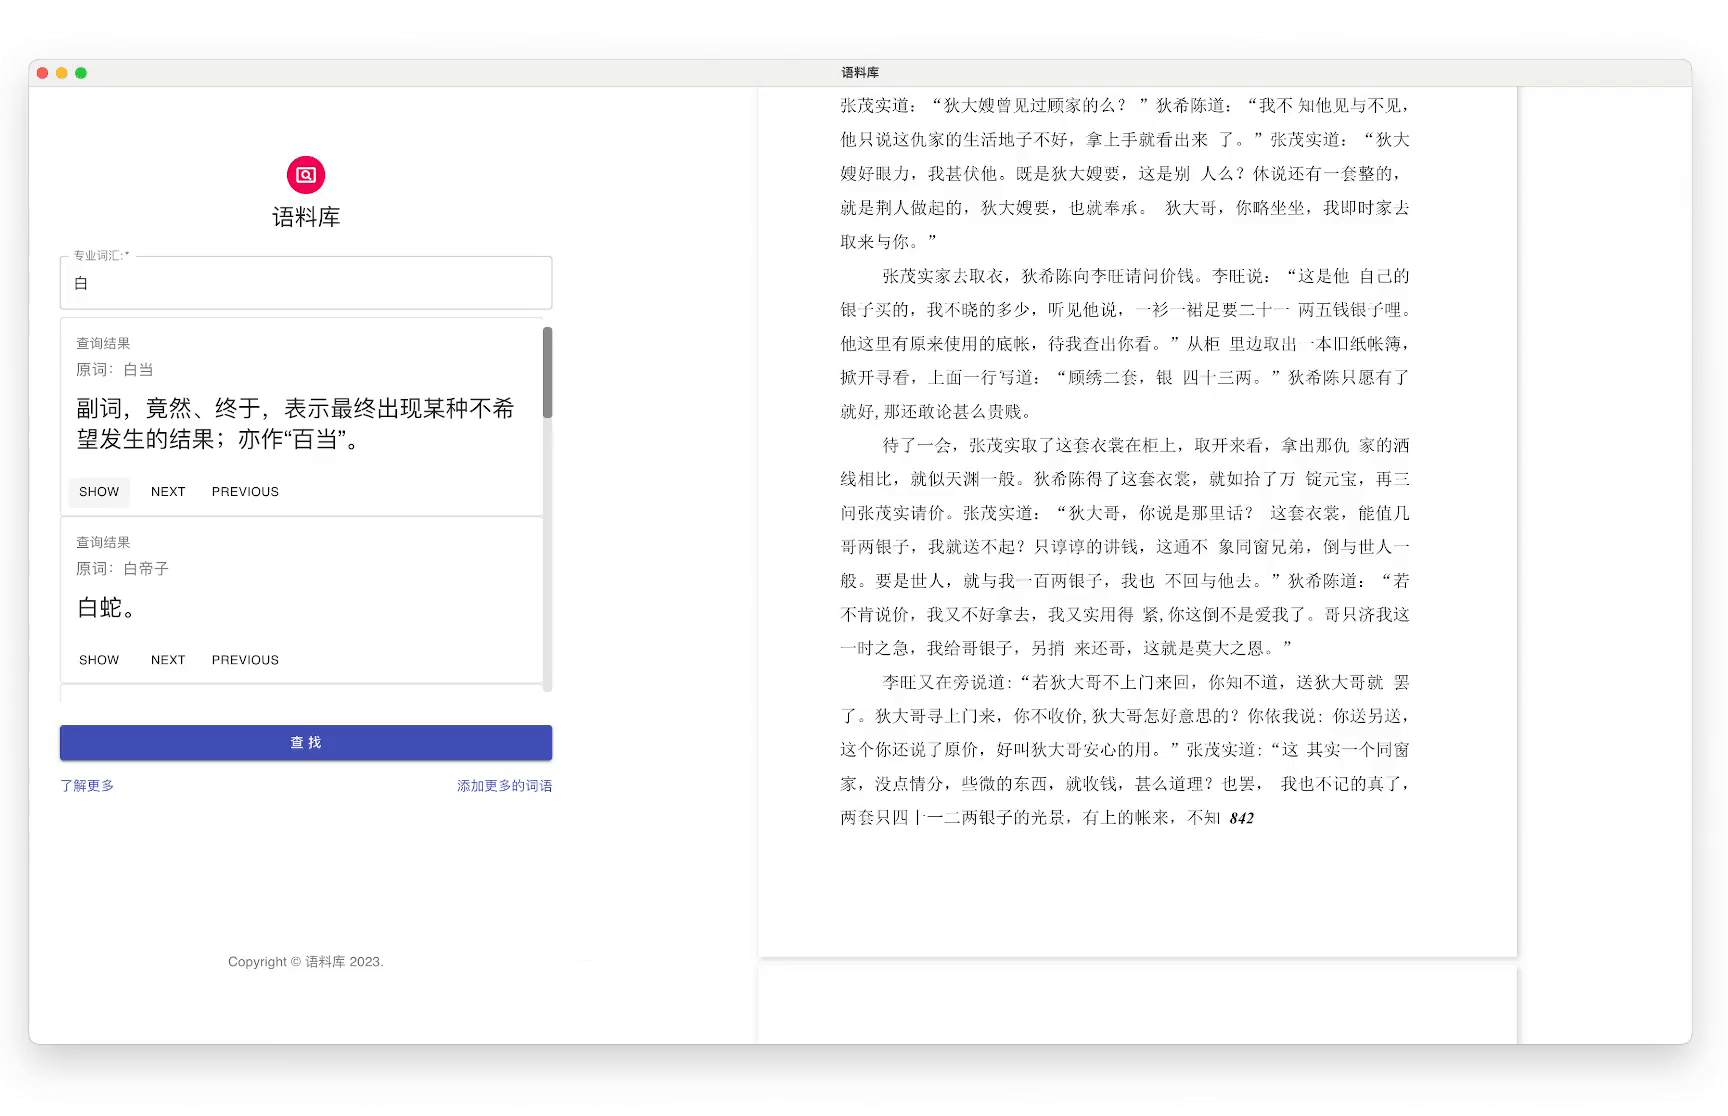 语料库
语料库
专业词汇:*
白
查询结果
原词：白当
副词，竟然、终于，表示最终出现某种不希
望发生的结果；亦作“百当”。
SHOW NEXT PREVIOUS
查询结果
原词：白帝子
白蛇。
SHOW NEXT PREVIOUS
查 找
了解更多 添加更多的词语
Copyright © 语料库 2023.
张茂实道：“狄大嫂曾见过顾家的么？”狄希陈道：“我不 知他见与不见，
他只说这仇家的生活地子不好，拿上手就看出来 了。”张茂实道：“狄大
嫂好眼力，我甚伏他。既是狄大嫂要，这是别 人么？休说还有一套整的，
就是荆人做起的，狄大嫂要，也就奉承。 狄大哥，你略坐坐，我即时家去
取来与你。”
张茂实家去取衣，狄希陈向李旺请问价钱。李旺说：“这是他 自己的
银子买的，我不晓的多少，听见他说，一衫一裙足要二十一 两五钱银子哩。
他这里有原来使用的底帐，待我查出你看。”从柜 里边取出一本旧纸帐簿，
掀开寻看，上面一行写道：“顾绣二套，银 四十三两。”狄希陈只愿有了
就好,那还敢论甚么贵贱。
待了一会，张茂实取了这套衣裳在柜上，取开来看，拿出那仇 家的洒
线相比，就似天渊一般。狄希陈得了这套衣裳，就如拾了万 锭元宝，再三
问张茂实请价。张茂实道：“狄大哥，你说是那里话？ 这套衣裳，能值几
哥两银子，我就送不起？只谆谆的讲钱，这通不 象同窗兄弟，倒与世人一
般。要是世人，就与我一百两银子，我也 不回与他去。”狄希陈道：“若
不肯说价，我又不好拿去，我又实用得 紧,你这倒不是爱我了。哥只济我这
一时之急，我给哥银子，另捎 来还哥，这就是莫大之恩。”
李旺又在旁说道:“若狄大哥不上门来回，你知不道，送狄大哥就 罢
了。狄大哥寻上门来，你不收价,狄大哥怎好意思的？你依我说: 你送另送，
这个你还说了原价，好叫狄大哥安心的用。”张茂实道:“这 其实一个同窗
家，没点情分，些微的东西，就收钱，甚么道理？也罢， 我也不记的真了，
两套只四十一二两银子的光景，有上的帐来，不知 842